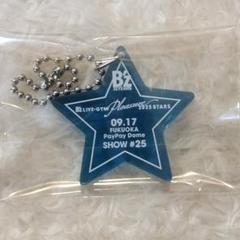 B'z
B'z LIVE-GYM Pleasure 2023 STARS
09.17
FUKUOKA
PayPay Dome
SHOW #25